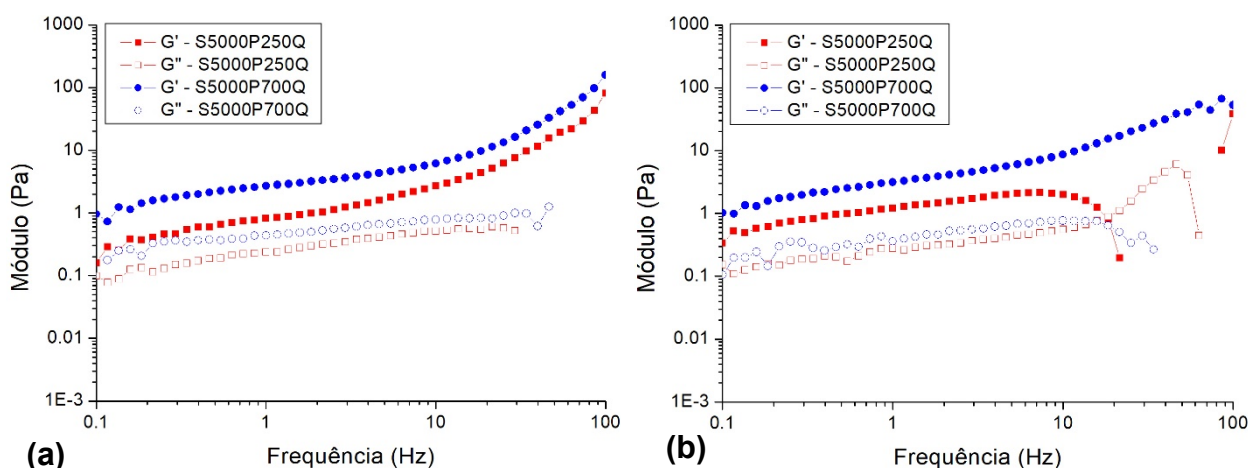 1000
100
10
1
0.1
0.01
1E-3
Módulo (Pa)
G' - S5000P250Q
G" - S5000P250Q
G' - S5000P700Q
G" - S5000P700Q
0.1
1
10
100
Frequência (Hz)
(a)
1000
100
10
1
0.1
0.01
1E-3
Módulo (Pa)
G' - S5000P250Q
G" - S5000P250Q
G' - S5000P700Q
G" - S5000P700Q
0.1
1
10
100
Frequência (Hz)
(b)